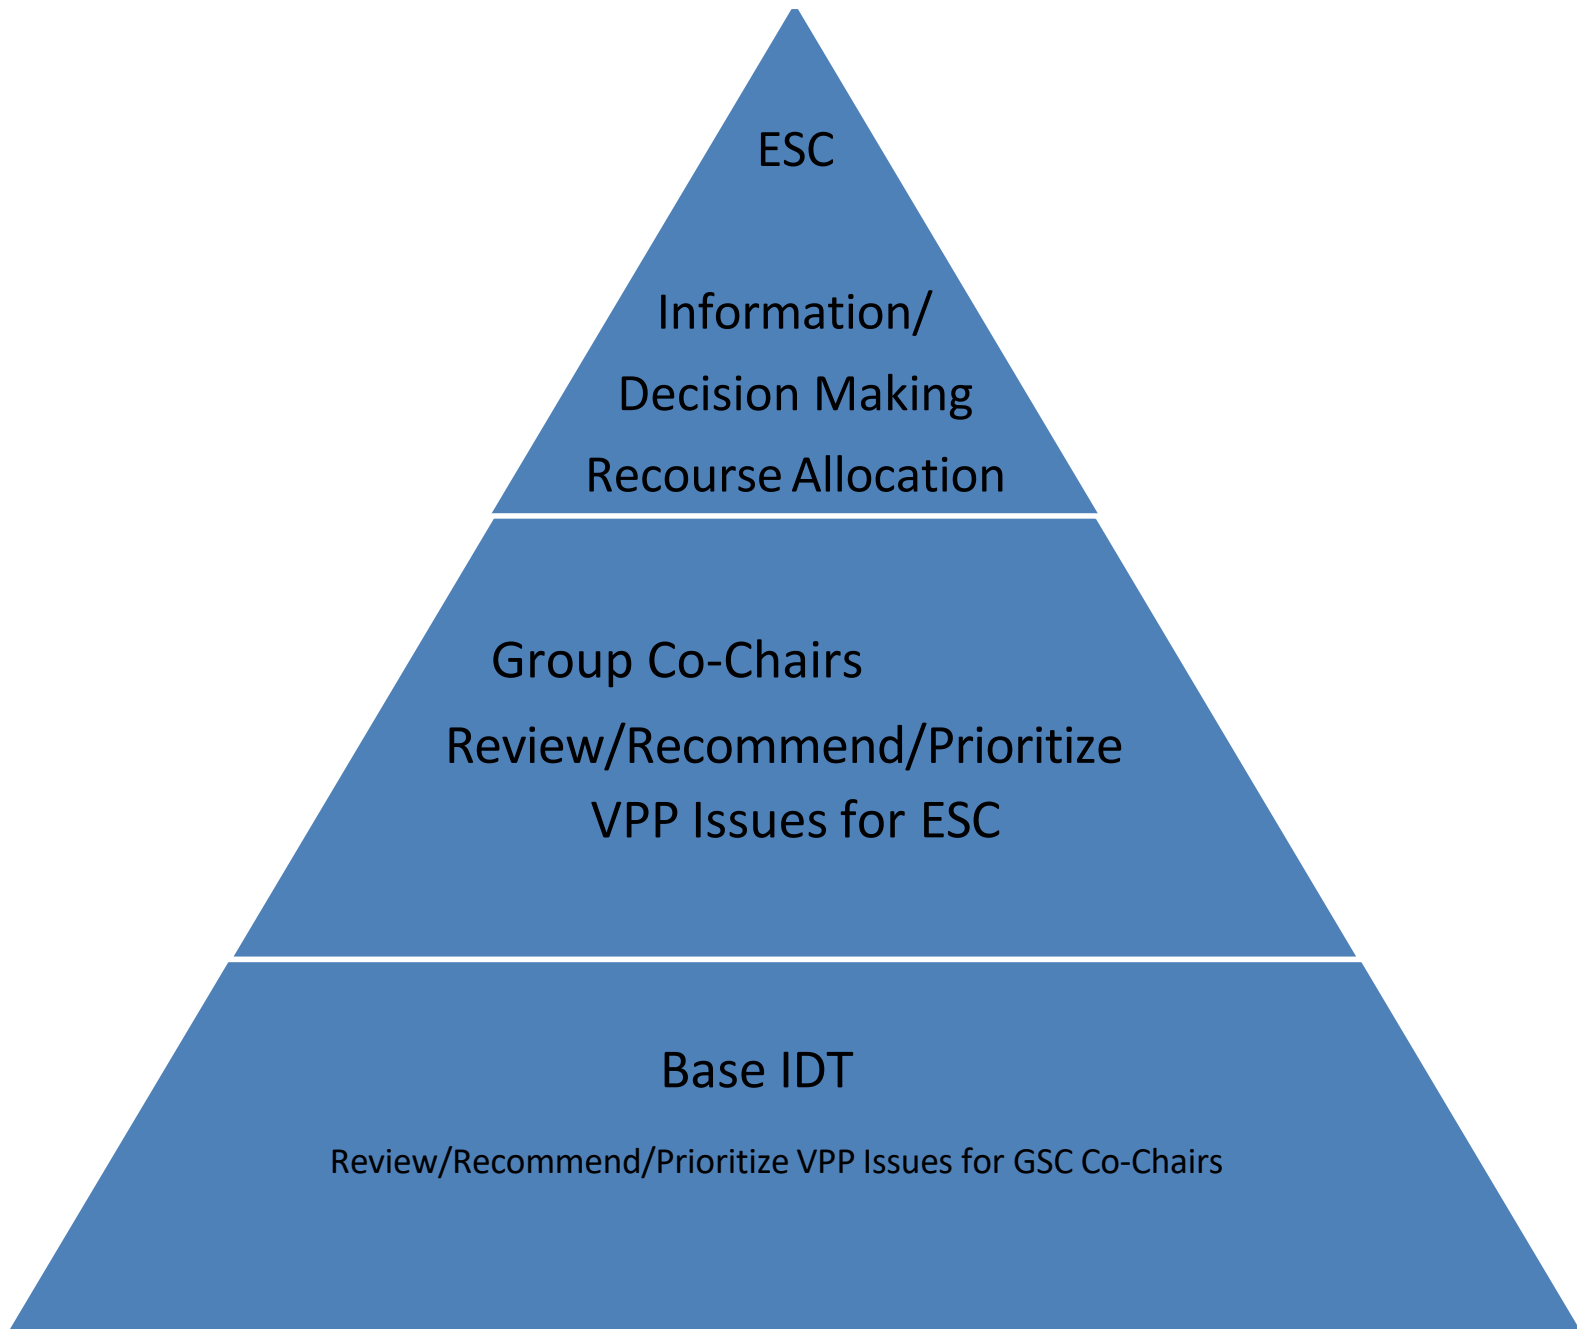 ESC
Information/
Decision Making
Recourse Allocation
Group Co-Chairs
Review/Recommend/Prioritize
VPP Issues for ESC
Base IDT
Review/Recommend/Prioritize VPP Issues for GSC Co-Chairs